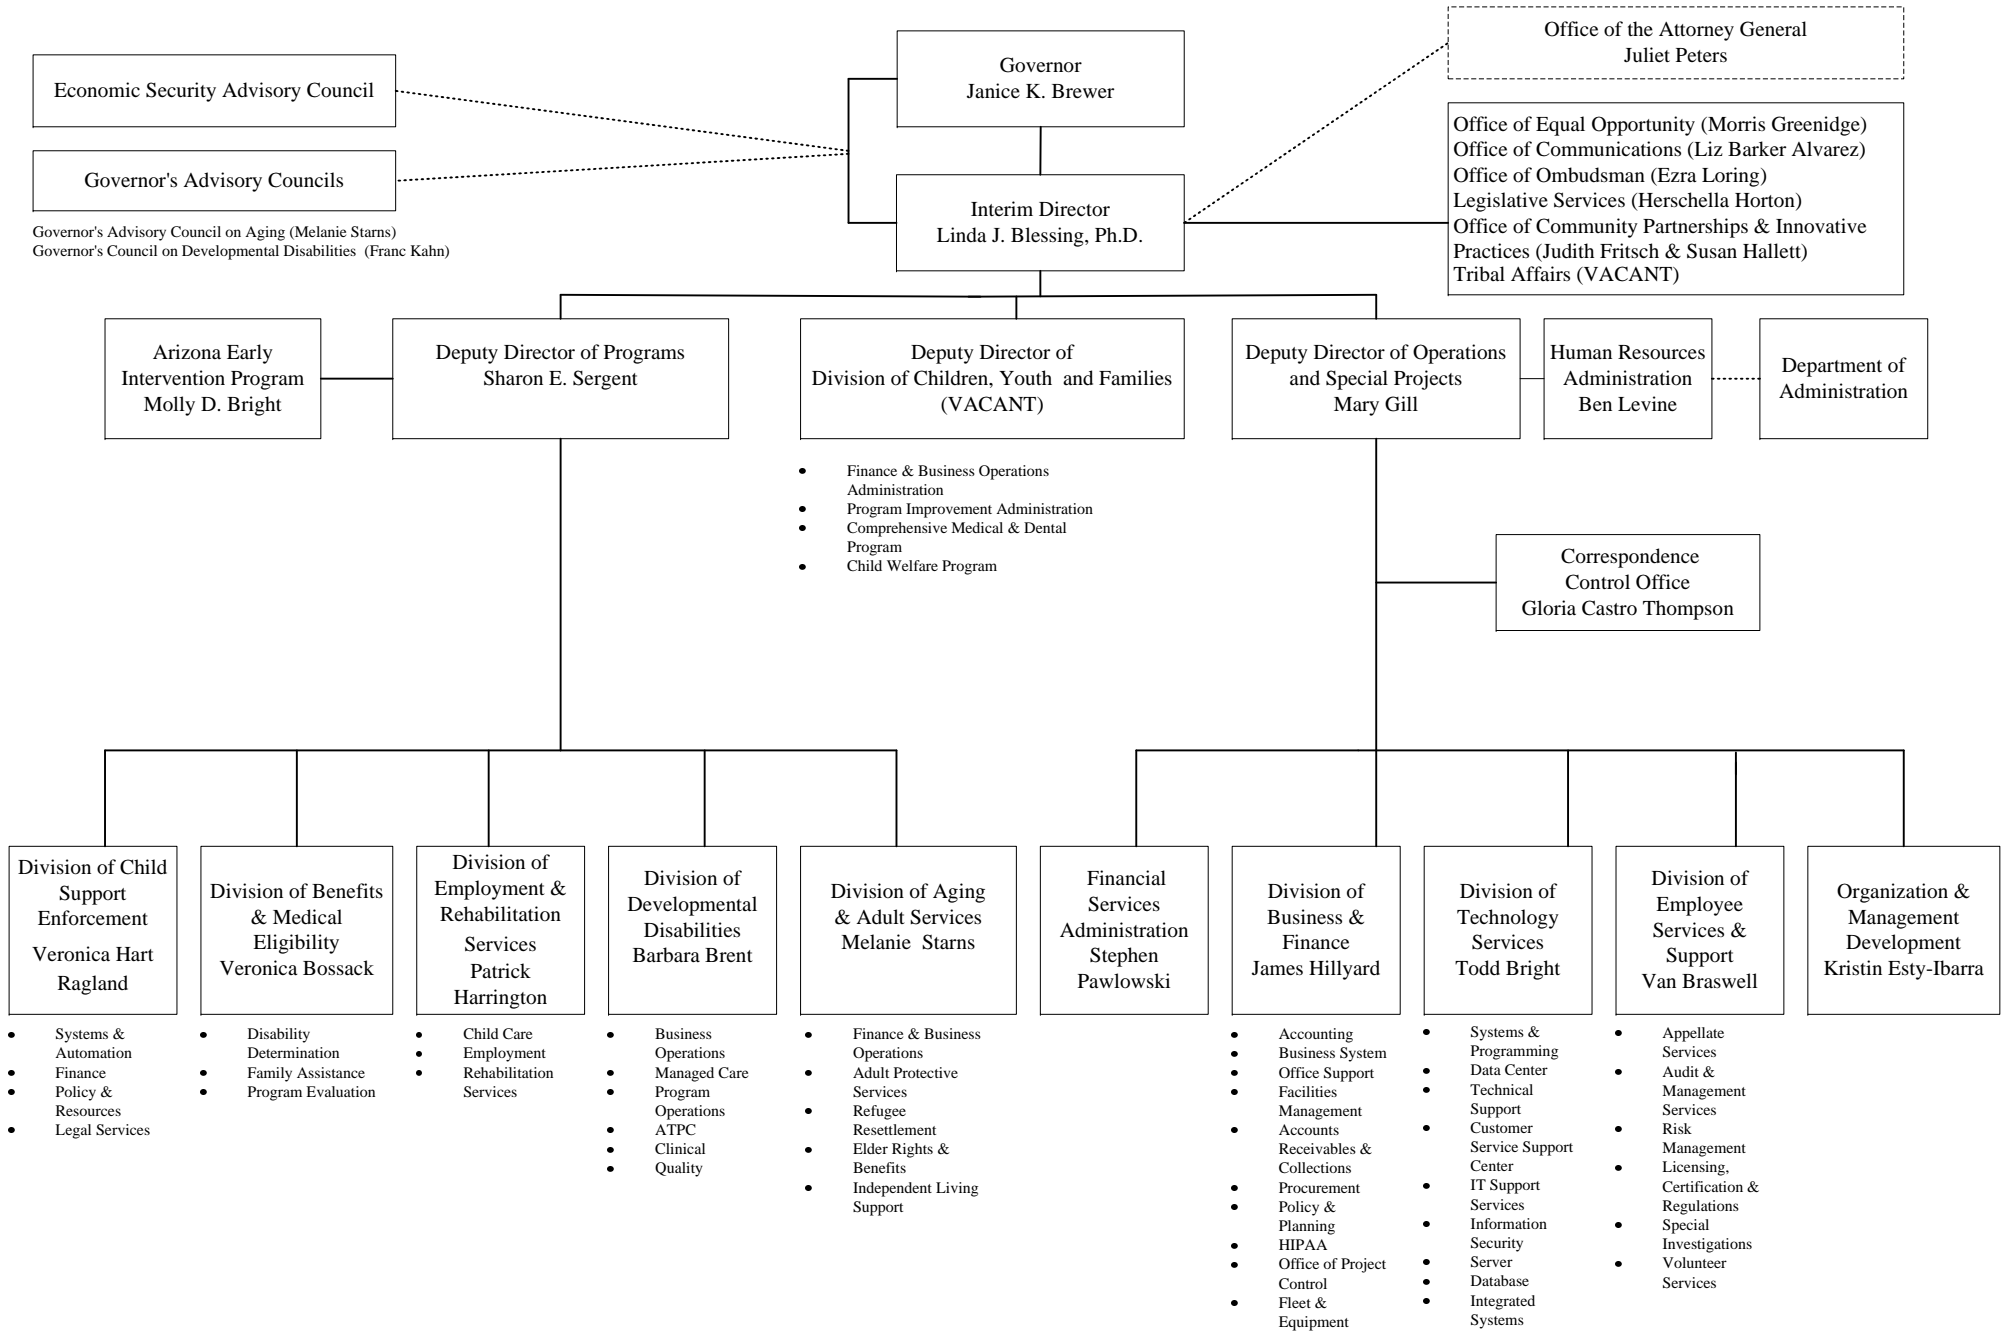 Office of the Attorney General
Juliet Peters
Governor
Janice K. Brewer
Economic Security Advisory Council
Office of Equal Opportunity (Morris Greenidge)
Office of Communications (Liz Barker Alvarez)
Office of Ombudsman (Ezra Loring)
Legislative Services (Herschella Horton)
Office of Community Partnerships & Innovative
Practices (Judith Fritsch & Susan Hallett)
Tribal Affairs (VACANT)
Governor's Advisory Councils
Governor's Advisory Council on Aging (Melanie Starns)
Governor's Council on Developmental Disabilities  (Franc Kahn)
Interim Director
Linda J. Blessing, Ph.D.
Arizona Early
Intervention Program
Molly D. Bright
Deputy Director of Programs
Sharon E. Sergent
Deputy Director of
Division of Children, Youth  and Families
(VACANT)
Deputy Director of Operations
and Special Projects
Mary Gill
Human Resources
Administration
Ben Levine
Department of
Administration
• Finance & Business Operations
Administration
• Program Improvement Administration
• Comprehensive Medical & Dental
Program
• Child Welfare Program
Correspondence
Control Office
Gloria Castro Thompson
Division of Child
Support
Enforcement
Veronica Hart
Ragland
• Systems &
Automation
• Finance
• Policy &
Resources
• Legal Services
Division of Benefits
& Medical
Eligibility
Veronica Bossack
• Disability
Determination
• Family Assistance
• Program Evaluation
Division of
Employment &
Rehabilitation
Services
Patrick
Harrington
• Child Care
• Employment
• Rehabilitation
Services
Division of
Developmental
Disabilities
Barbara Brent
• Business
Operations
• Managed Care
• Program
Operations
• ATPC
• Clinical
• Quality
Division of Aging
& Adult Services
Melanie  Starns
• Finance & Business
Operations
• Adult Protective
Services
• Refugee
Resettlement
• Elder Rights &
Benefits
• Independent Living
Support
Financial
Services
Administration
Stephen
Pawlowski
Division of
Business &
Finance
James Hillyard
• Accounting
• Business System
• Office Support
• Facilities
Management
• Accounts
Receivables &
Collections
• Procurement
• Policy &
Planning
• HIPAA
• Office of Project
Control
• Fleet &
Equipment
Division of
Technology
Services
Todd Bright
• Systems &
Programming
• Data Center
• Technical
Support
• Customer
Service Support
Center
• IT Support
Services
• Information
Security
• Server
• Database
• Integrated
Systems
Division of
Employee
Services &
Support
Van Braswell
• Appellate
Services
• Audit &
Management
Services
• Risk
Management
• Licensing,
Certification &
Regulations
• Special
Investigations
• Volunteer
Services
Organization &
Management
Development
Kristin Esty-Ibarra